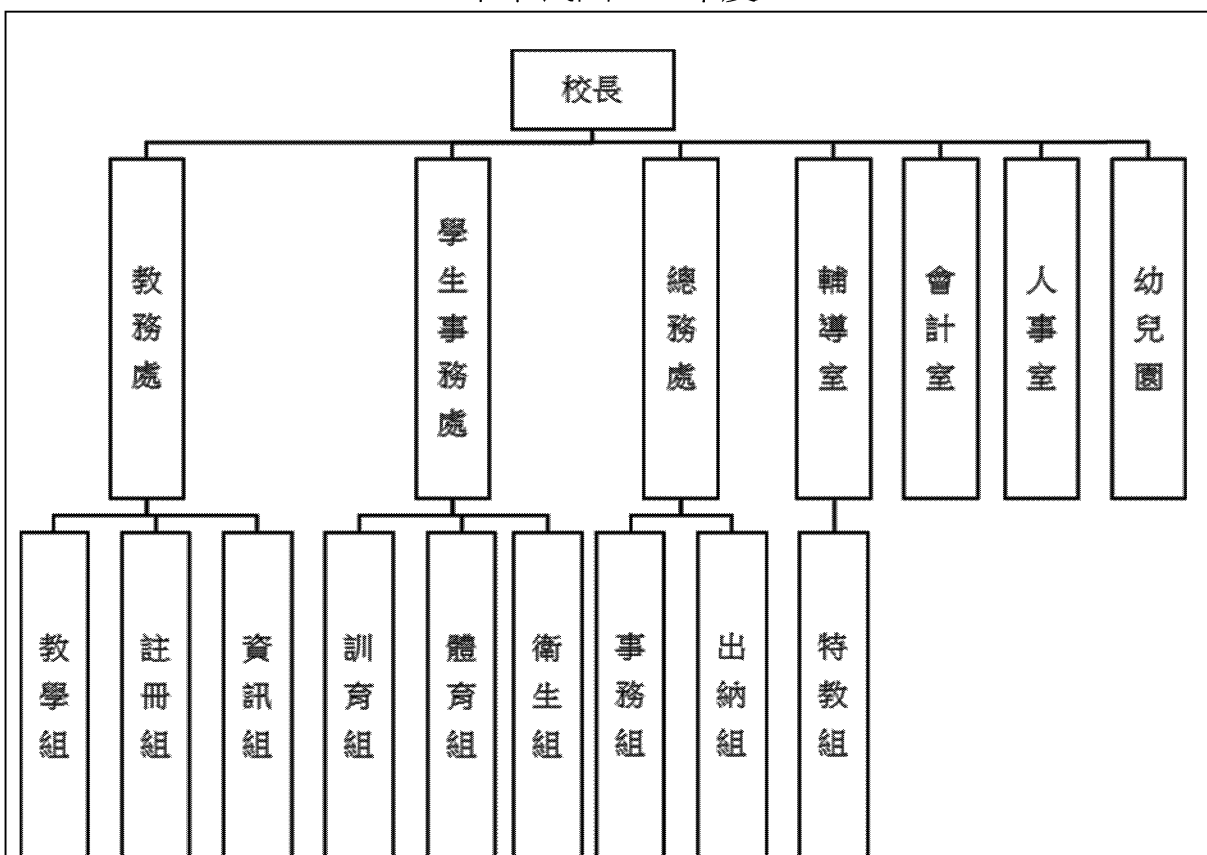 校長
教務處
學生事務處
總務處
輔導室
會計室
人事室
幼兒園
教學組
註冊組
資訊組
訓育組
體育組
衛生組
事務組
出納組
特教組